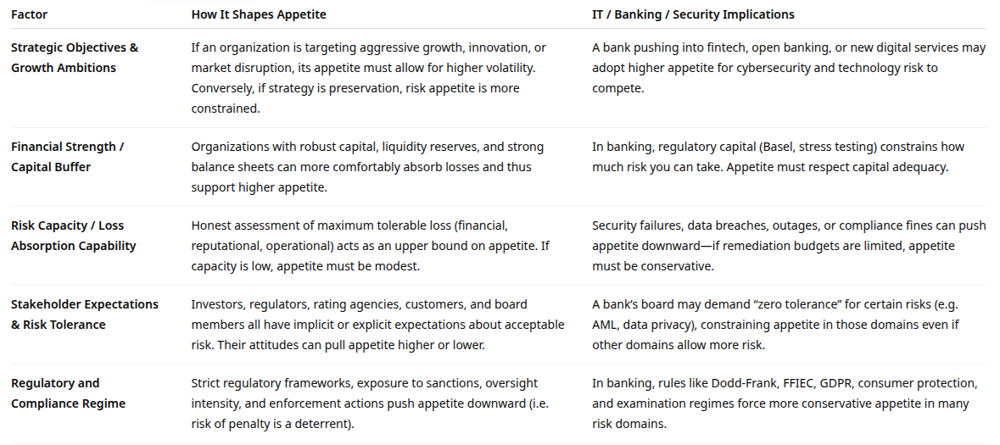 Factor How It Shapes Appetite IT / Banking / Security Implications
Strategic Objectives &
Growth Ambitions
If an organization is targeting aggressive growth, innovation, or
market disruption, its appetite must allow for higher volatility.
Conversely, if strategy is preservation, risk appetite is more
constrained.
A bank pushing into fintech, open banking, or new digital services may
adopt higher appetite for cybersecurity and technology risk to
compete.
Financial Strength /
Capital Buffer
Organizations with robust capital, liquidity reserves, and strong
balance sheets can more comfortably absorb losses and thus
support higher appetite.
In banking, regulatory capital (Basel, stress testing) constrains how
much risk you can take. Appetite must respect capital adequacy.
Risk Capacity / Loss
Absorption Capability
Honest assessment of maximum tolerable loss (financial,
reputational, operational) acts as an upper bound on appetite. If
capacity is low, appetite must be modest.
Security failures, data breaches, outages, or compliance fines can push
appetite downward—if remediation budgets are limited, appetite
must be conservative.
Stakeholder Expectations
& Risk Tolerance
Investors, regulators, rating agencies, customers, and board
members all have implicit or explicit expectations about acceptable
risk. Their attitudes can pull appetite higher or lower.
A bank’s board may demand “zero tolerance” for certain risks (e.g.
AML, data privacy), constraining appetite in those domains even if
other domains allow more risk.
Regulatory and
Compliance Regime
Strict regulatory frameworks, exposure to sanctions, oversight
intensity, and enforcement actions push appetite downward (i.e.
risk of penalty is a deterrent).
In banking, rules like Dodd-Frank, FFIEC, GDPR, consumer protection,
and examination regimes force more conservative appetite in many
risk domains.